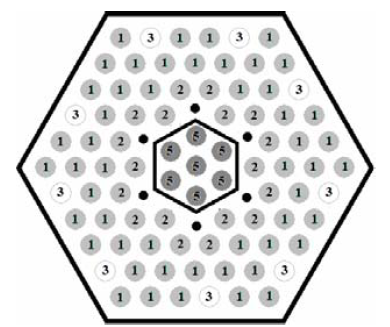 1 3 1 1 3 1
1 1 1 1 1 1 1
1 1 1 2 2 1 1 3
3 1 2 2 2 2 1 1
5
1 1 2 2 1 1
5 5
1 1 1 2 5 2 1 1 1
5 5
3 1 2 2 1 3
5
1 1 2 2 2 2 1 1
1 1 1 2 2 1 1 1
3 1 1 1 1 1 3
1 1 1 3 1 1